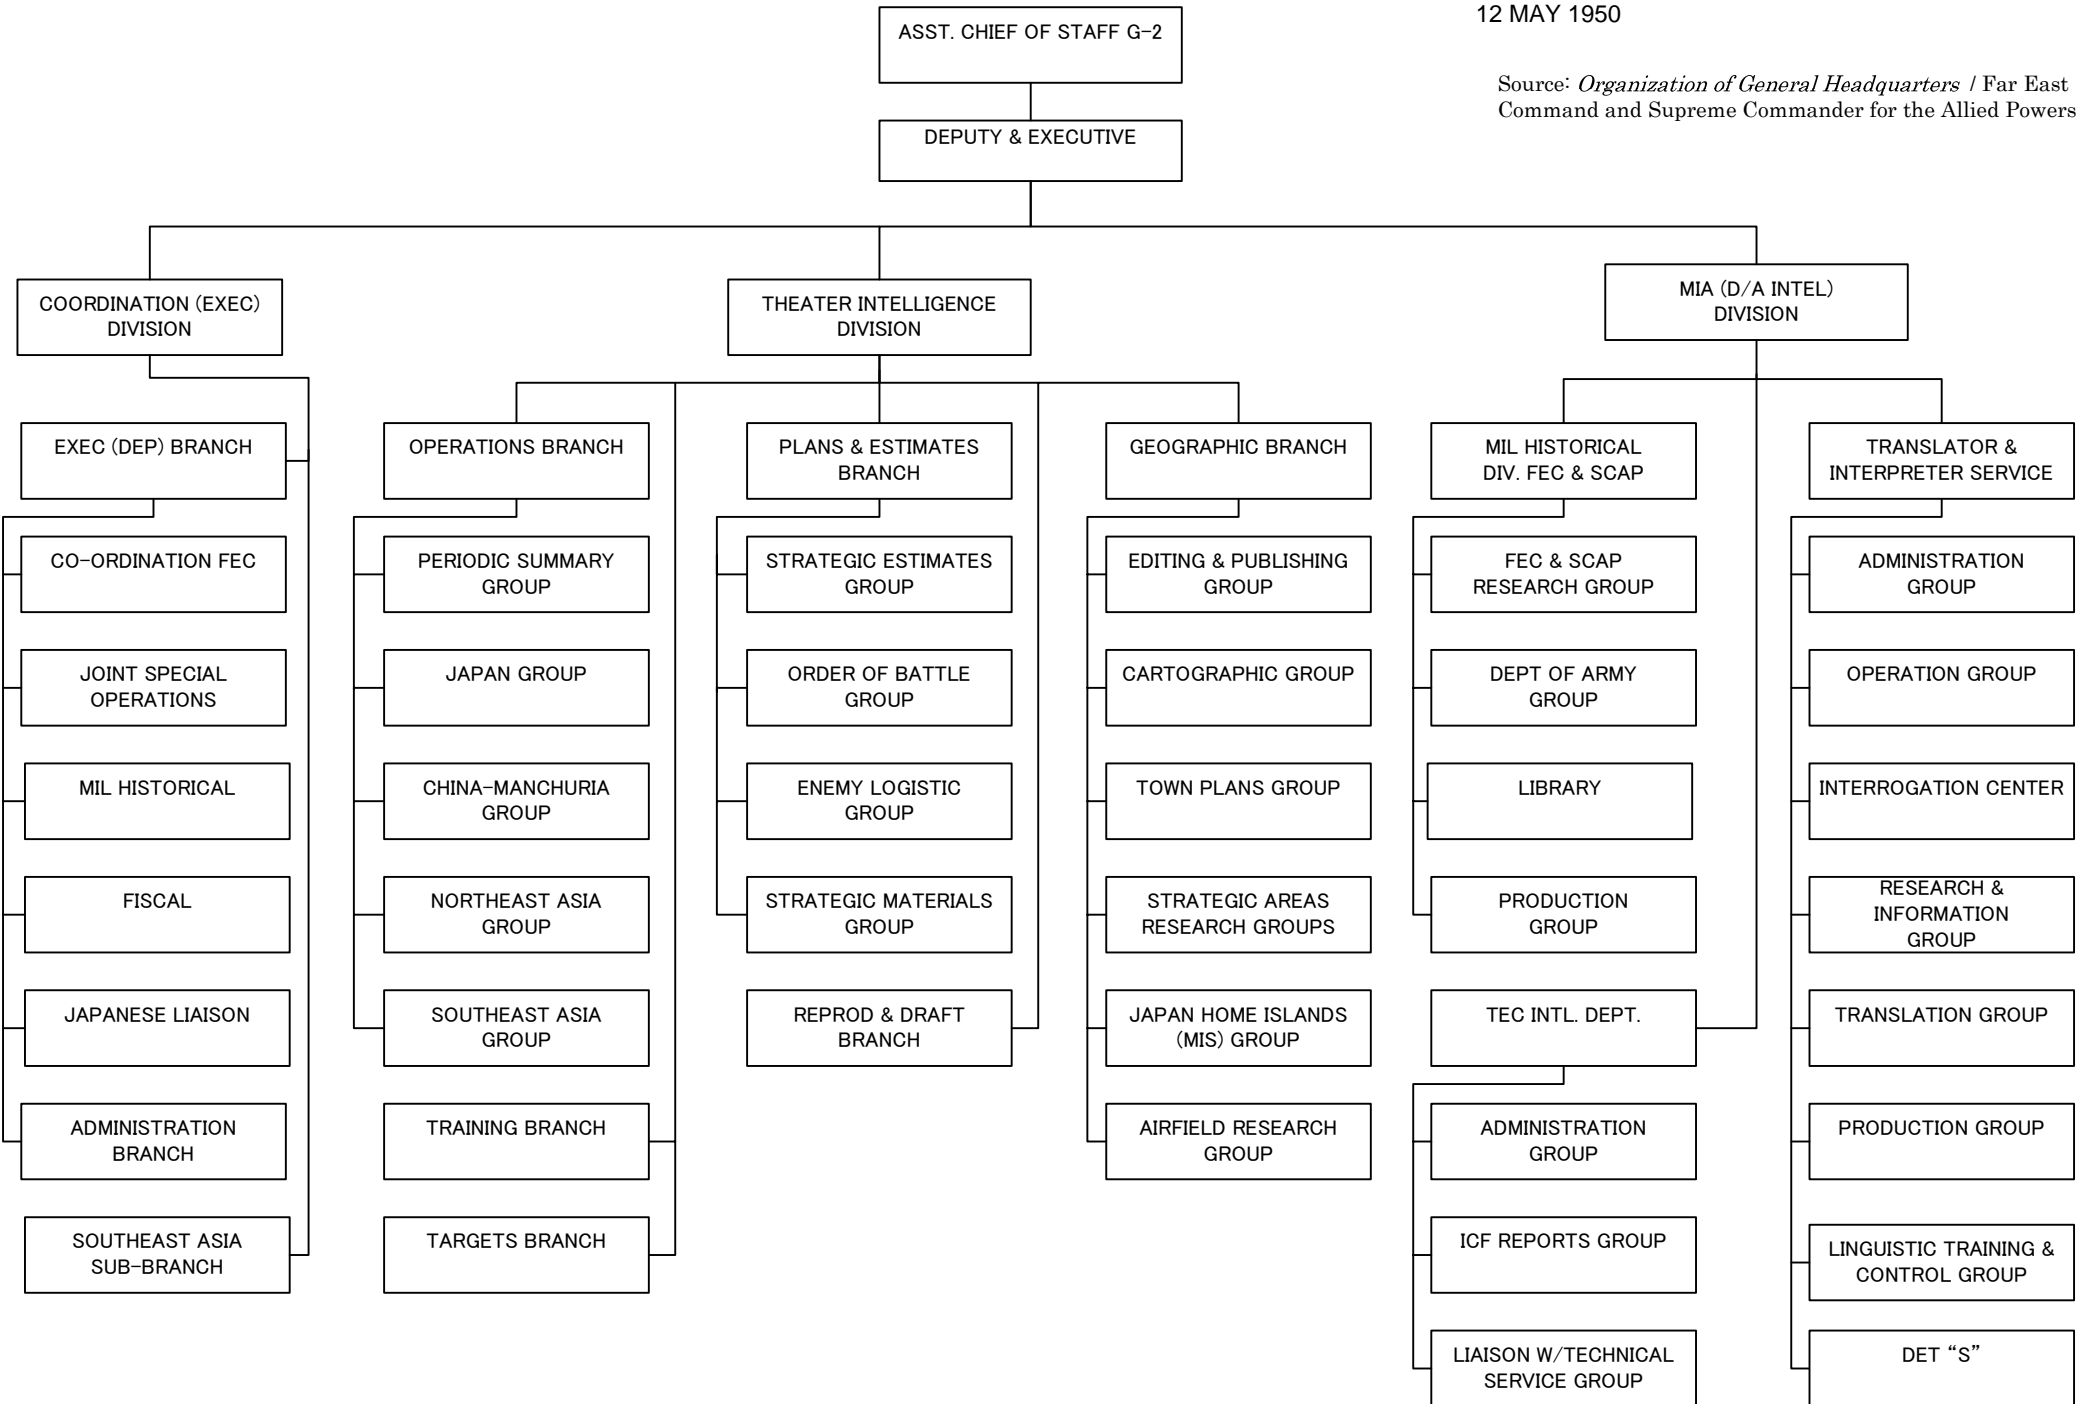 12 MAY 1950
Source: Organization of General Headquarters / Far East
Command and Supreme Commander for the Allied Powers
ASST. CHIEF OF STAFF G-2
DEPUTY & EXECUTIVE
COORDINATION (EXEC)
DIVISION
THEATER INTELLIGENCE
DIVISION
MIA (D/A INTEL)
DIVISION
EXEC (DEP) BRANCH
CO-ORDINATION FEC
JOINT SPECIAL
OPERATIONS
MIL HISTORICAL
FISCAL
JAPANESE LIAISON
ADMINISTRATION
BRANCH
SOUTHEAST ASIA
SUB-BRANCH
OPERATIONS BRANCH
PERIODIC SUMMARY
GROUP
JAPAN GROUP
CHINA-MANCHURIA
GROUP
NORTHEAST ASIA
GROUP
SOUTHEAST ASIA
GROUP
TRAINING BRANCH
TARGETS BRANCH
PLANS & ESTIMATES
BRANCH
STRATEGIC ESTIMATES
GROUP
ORDER OF BATTLE
GROUP
ENEMY LOGISTIC
GROUP
STRATEGIC MATERIALS
GROUP
REPROD & DRAFT
BRANCH
GEOGRAPHIC BRANCH
EDITING & PUBLISHING
GROUP
CARTOGRAPHIC GROUP
TOWN PLANS GROUP
STRATEGIC AREAS
RESEARCH GROUPS
JAPAN HOME ISLANDS
(MIS) GROUP
AIRFIELD RESEARCH
GROUP
MIL HISTORICAL
DIV. FEC & SCAP
FEC & SCAP
RESEARCH GROUP
DEPT OF ARMY
GROUP
LIBRARY
PRODUCTION
GROUP
TEC INTL. DEPT.
ADMINISTRATION
GROUP
ICF REPORTS GROUP
LIAISON W/TECHNICAL
SERVICE GROUP
TRANSLATOR &
INTERPRETER SERVICE
ADMINISTRATION
GROUP
OPERATION GROUP
INTERROGATION CENTER
RESEARCH &
INFORMATION
GROUP
TRANSLATION GROUP
PRODUCTION GROUP
LINGUISTIC TRAINING &
CONTROL GROUP
DET “S”